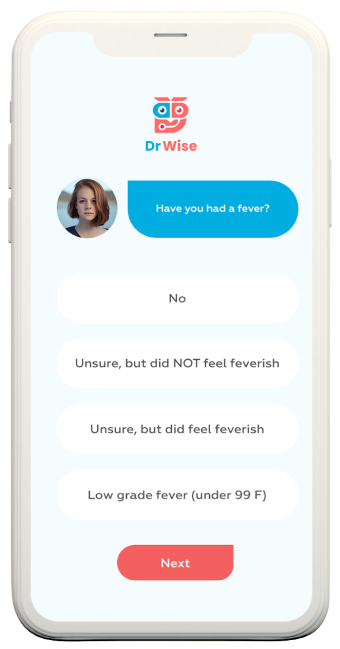 Dr Wise
Have you had a fever?
No
Unsure, but did NOT feel feverish
Unsure, but did feel feverish
Low grade fever (under 99 F)
Next